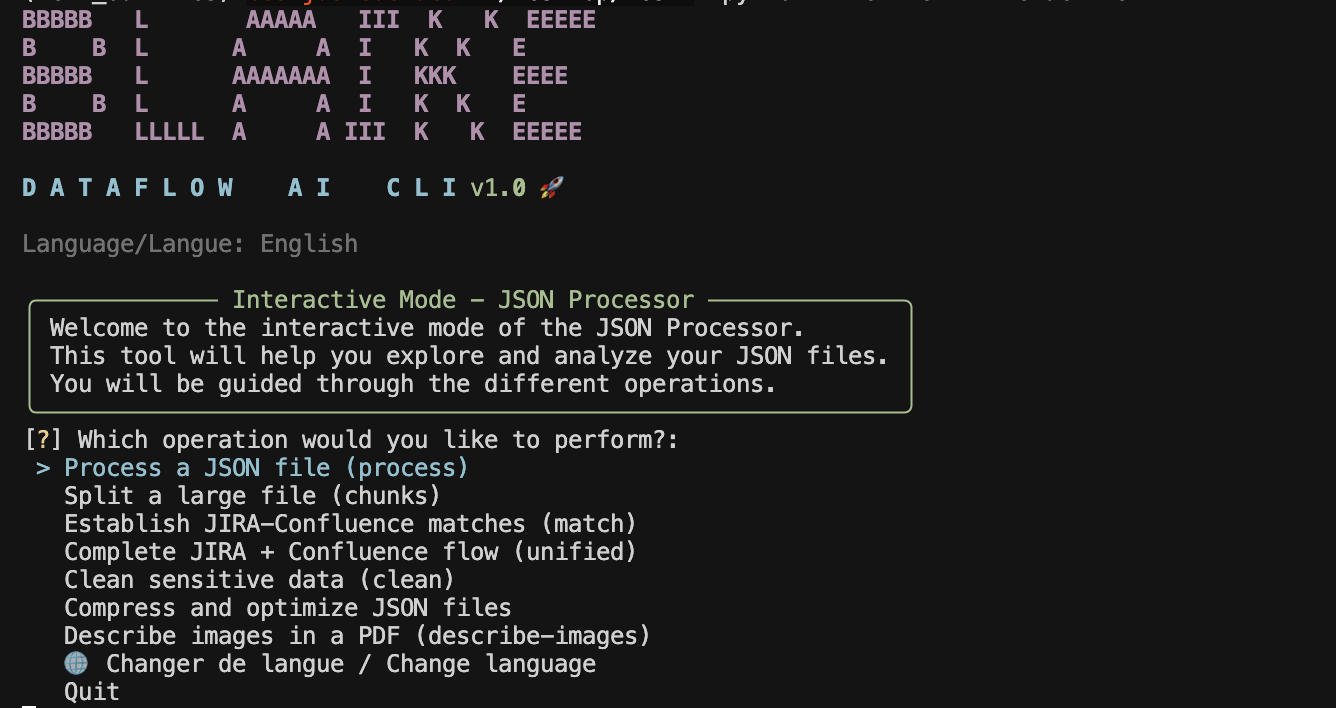 BBBBB   L       AAAAA   III  K   K  EEEEE
B    B  L      A     A  I   K  K   E
BBBBB   L      AAAAAAA  I   KKK    EEEE
B    B  L      A     A  I   K  K   E
BBBBB   LLLLL  A     A III  K   K  EEEEE
D A T A F L O W   A I   C L I v1.0 🚀
Language/Langue: English
Interactive Mode - JSON Processor
Welcome to the interactive mode of the JSON Processor.
This tool will help you explore and analyze your JSON files.
You will be guided through the different operations.
[?] Which operation would you like to perform?:
> Process a JSON file (process)
Split a large file (chunks)
Establish JIRA-Confluence matches (match)
Complete JIRA + Confluence flow (unified)
Clean sensitive data (clean)
Compress and optimize JSON files
Describe images in a PDF (describe-images)
🌐 Changer de langue / Change language
Quit